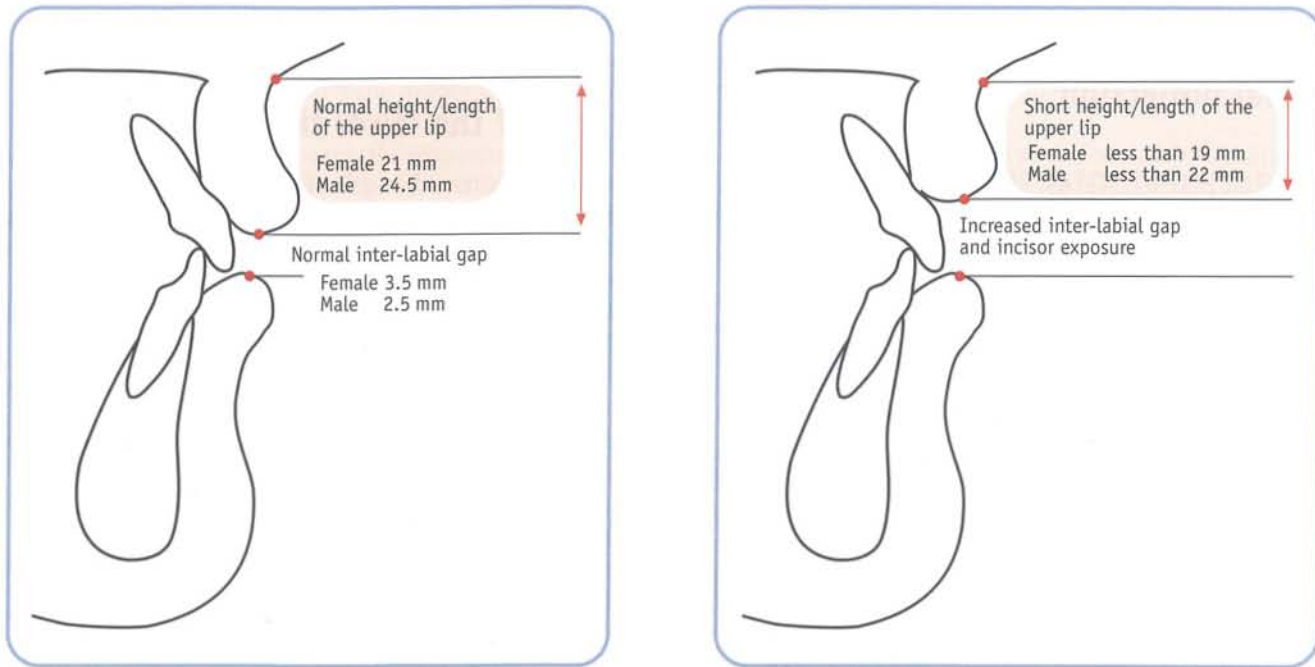 Normal height/length
of the upper lip
Female 21 mm
Male 24.5 mm
Normal inter-labial gap
Female 3.5 mm
Male 2.5 mm
Short height/length of the
upper lip
Female less than 19 mm
Male less than 22 mm
Increased inter-labial gap
and incisor exposure